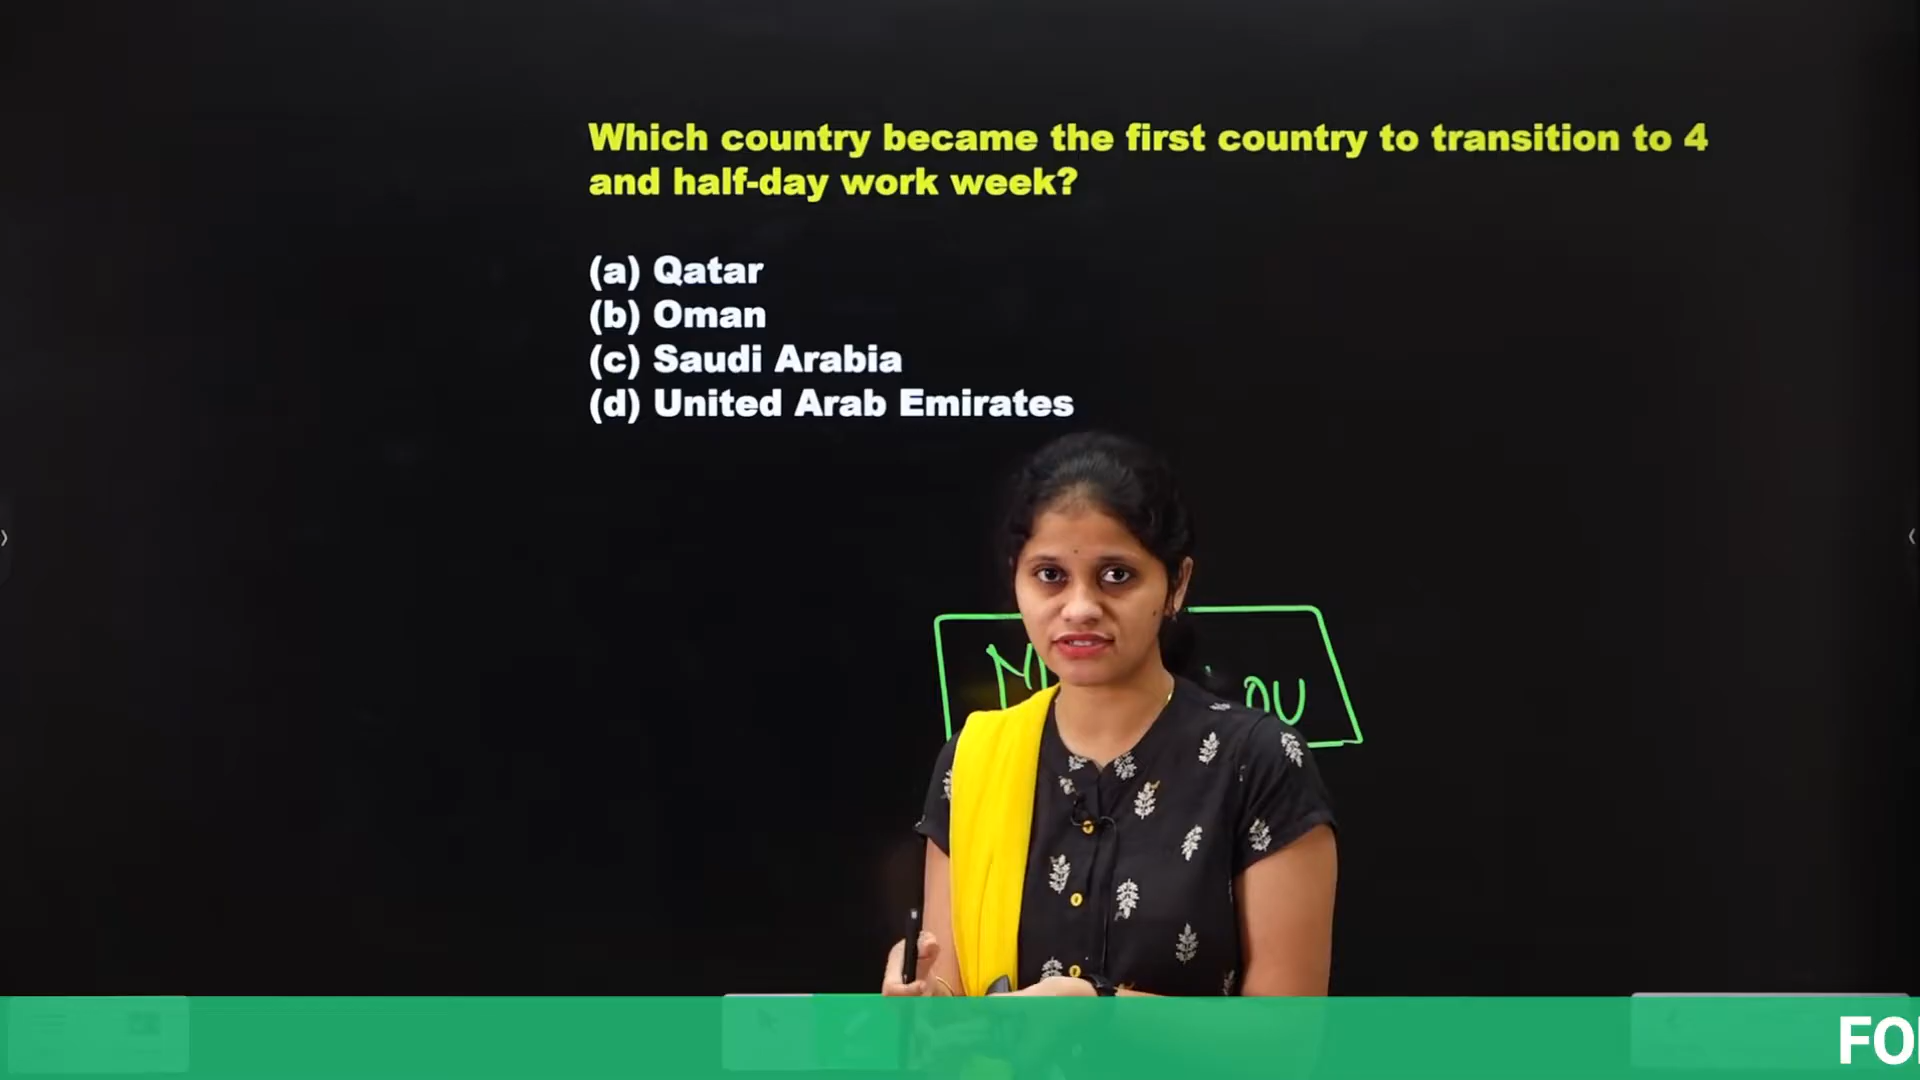 Which country became the first country to transition to 4
and half-day work week?
(a) Qatar
(b) Oman
(c) Saudi Arabia
(d) United Arab Emirates